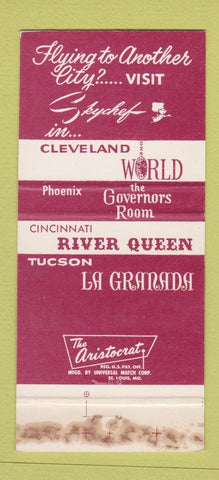 Flying to Another
City?..... VISIT
Skychef
in...
CLEVELAND
AROUND
WORLD
Phoenix
the
Governors
Room
CINCINNATI
RIVER QUEEN
TUCSON
LA GRANADA
The
Aristocrat
REG. U.S. PAT. OFF.
MFGD. BY UNIVERSAL MATCH CORP.
ST. LOUIS, MO.